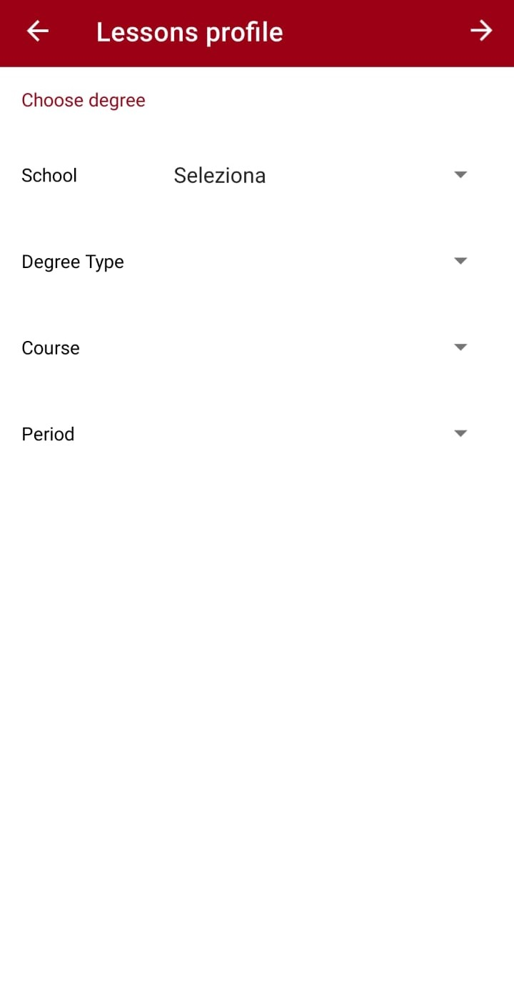 Lessons profile
Choose degree
School Seleziona
Degree Type
Course
Period